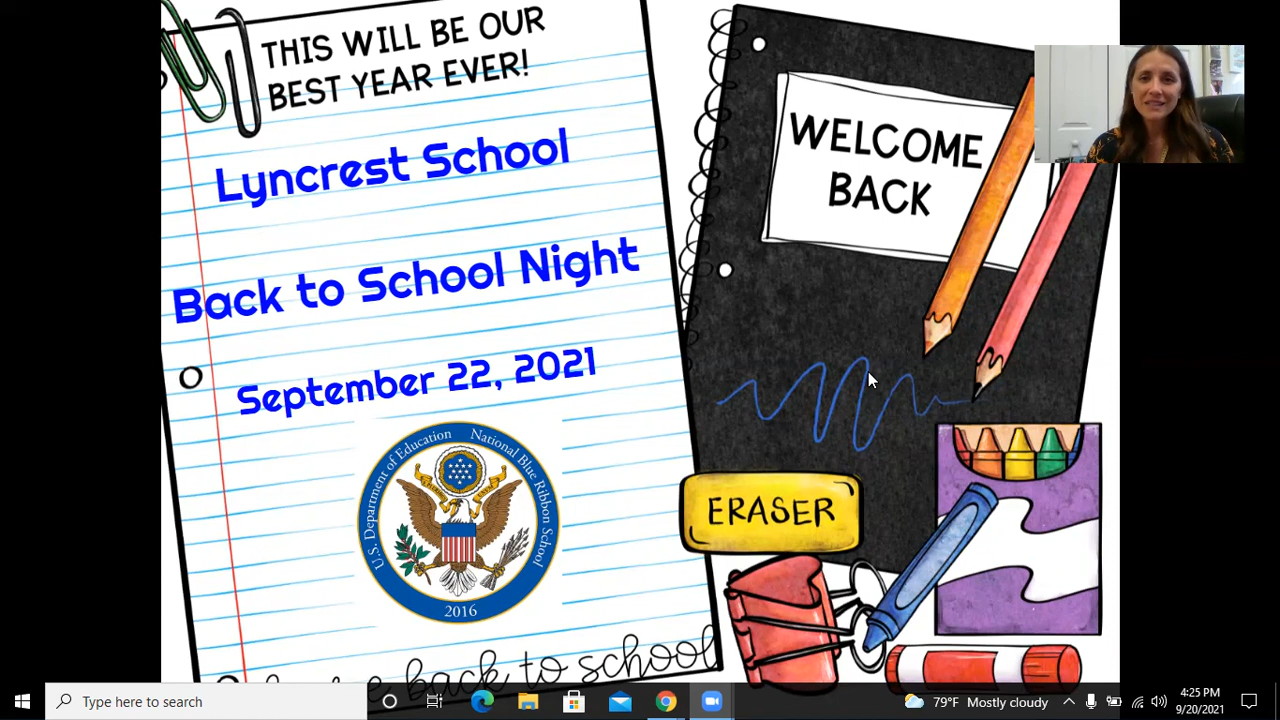 THIS WILL BE OUR
BEST YEAR EVER!
Lyncrest School
Back to School Night
September 22, 2021
U.S. Department of Education National Blue Ribbon School
2016
back to school
WELCOME
BACK
ERASER
Type here to search
79°F Mostly cloudy
4:25 PM
9/20/2021